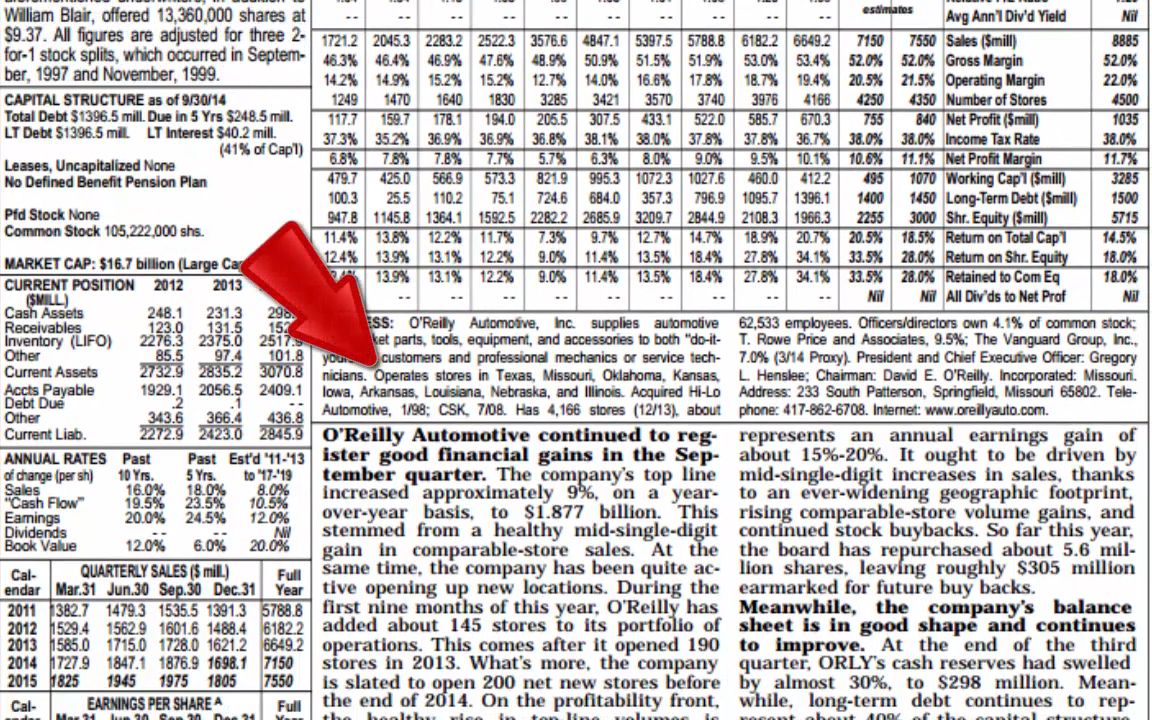 William Blair, offered 13,360,000 shares at
$9.37. All figures are adjusted for three 2-
for-1 stock splits, which occurred in Septem-
ber, 1997 and November, 1999.
CAPITAL STRUCTURE as of 9/30/14
Total Debt $1396.5 mill. Due in 5 Yrs $248.5 mill.
LT Debt $1396.5 mill. LT Interest $40.2 mill.
(41% of Cap'l)
Leases, Uncapitalized None
No Defined Benefit Pension Plan
Pfd Stock None
Common Stock 105,222,000 shs.
MARKET CAP: $16.7 billion (Large
CURRENT POSITION 2012 2013
($MILL.)
Cash Assets 248.1 231.3
Receivables 123.0 131.5
Inventory (LIFO) 2276.3 2375.0 2517.9
Other 85.5 97.4 101.8
Current Assets 2732.9 2835.2 3070.8
Accts Payable 1929.1 2056.5 2409.1
Debt Due .2 .1 --
Other 343.6 366.4 436.8
Current Liab. 2272.9 2423.0 2845.9
ANNUAL RATES Past Past Est'd '11-'13
of change (per sh) 10 Yrs. 5 Yrs. to '17-'19
Sales 16.0% 18.0% 8.0%
"Cash Flow" 19.5% 23.5% 10.5%
Earnings 20.0% 24.5% 12.0%
Dividends -- -- Nil
Book Value 12.0% 6.0% 20.0%
Cal- QUARTERLY SALES ($ mill.) Full
endar Mar.31 Jun.30 Sep.30 Dec.31 Year
2011 1382.7 1479.3 1535.5 1391.3 5788.8
2012 1529.4 1562.9 1601.6 1488.4 6182.2
2013 1585.0 1715.0 1728.0 1621.2 6649.2
2014 1727.9 1847.1 1876.9 1698.1 7150
2015 1825 1945 1975 1805 7550
Cal- EARNINGS PER SHARE A Full
estimates
-- -- -- -- -- -- -- -- -- -- Avg Ann'l Div'd Yield Nil
1721.2 2045.3 2283.2 2522.3 3576.6 4847.1 5397.5 5788.8 6182.2 6649.2 7150 7550 Sales ($mill) 8885
46.3% 46.4% 46.9% 47.6% 48.9% 50.9% 51.5% 51.9% 53.0% 53.4% 52.0% 52.0% Gross Margin 52.0%
14.2% 14.9% 15.2% 15.2% 12.7% 14.0% 16.6% 17.8% 18.7% 19.4% 20.5% 21.5% Operating Margin 22.0%
1249 1470 1640 1830 3285 3421 3570 3740 3976 4166 4250 4350 Number of Stores 4500
117.7 159.7 178.1 194.0 205.5 307.5 433.1 522.0 585.7 670.3 755 840 Net Profit ($mill) 1035
37.3% 35.2% 36.9% 36.9% 36.8% 38.1% 38.0% 37.8% 37.8% 36.7% 38.0% 38.0% Income Tax Rate 38.0%
6.8% 7.8% 7.8% 7.7% 5.7% 6.3% 8.0% 9.0% 9.5% 10.1% 10.6% 11.1% Net Profit Margin 11.7%
479.7 425.0 566.9 573.3 821.9 995.3 1072.3 1027.6 460.0 412.2 495 1070 Working Cap'l ($mill) 3285
100.3 25.5 110.2 75.1 724.6 684.0 357.3 796.9 1095.7 1396.1 1400 1450 Long-Term Debt ($mill) 1500
947.8 1145.8 1364.1 1592.5 2282.2 2685.9 3209.7 2844.9 2108.3 1966.3 2255 3000 Shr. Equity ($mill) 5715
11.4% 13.8% 12.2% 11.7% 7.3% 9.7% 12.7% 14.7% 18.9% 20.7% 20.5% 18.5% Return on Total Cap'l 14.5%
12.4% 13.9% 13.1% 12.2% 9.0% 11.4% 13.5% 18.4% 27.8% 34.1% 33.5% 28.0% Return on Shr. Equity 18.0%
13.9% 13.1% 12.2% 9.0% 11.4% 13.5% 18.4% 27.8% 34.1% 33.5% 28.0% Retained to Com Eq 18.0%
-- -- -- -- -- -- -- -- -- Nil Nil All Div'ds to Net Prof Nil
O'Reilly Automotive, Inc. supplies automotive
parts, tools, equipment, and accessories to both "do-it-
customers and professional mechanics or service tech-
nicians. Operates stores in Texas, Missouri, Oklahoma, Kansas,
Iowa, Arkansas, Louisiana, Nebraska, and Illinois. Acquired Hi-Lo
Automotive, 1/98; CSK, 7/08. Has 4,166 stores (12/13), about
62,533 employees. Officers/directors own 4.1% of common stock;
T. Rowe Price and Associates, 9.5%; The Vanguard Group, Inc.,
7.0% (3/14 Proxy). President and Chief Executive Officer: Gregory
L. Henslee; Chairman: David E. O'Reilly. Incorporated: Missouri.
Address: 233 South Patterson, Springfield, Missouri 65802. Tele-
phone: 417-862-6708. Internet: www.oreillyauto.com.
O'Reilly Automotive continued to reg-
ister good financial gains in the Sep-
tember quarter. The company's top line
increased approximately 9%, on a year-
over-year basis, to $1.877 billion. This
stemmed from a healthy mid-single-digit
gain in comparable-store sales. At the
same time, the company has been quite ac-
tive opening up new locations. During the
first nine months of this year, O'Reilly has
added about 145 stores to its portfolio of
operations. This comes after it opened 190
stores in 2013. What's more, the company
is slated to open 200 net new stores before
the end of 2014. On the profitability front,
the healthy rise in top-line volumes is
represents an annual earnings gain of
about 15%-20%. It ought to be driven by
mid-single-digit increases in sales, thanks
to an ever-widening geographic footprint,
rising comparable-store volume gains, and
continued stock buybacks. So far this year,
the board has repurchased about 5.6 mil-
lion shares, leaving roughly $305 million
earmarked for future buy backs.
Meanwhile, the company's balance
sheet is in good shape and continues
to improve. At the end of the third
quarter, ORLY's cash reserves had swelled
by almost 30%, to $298 million. Mean-
while, long-term debt continues to rep-
resent about 40% of the capital structure